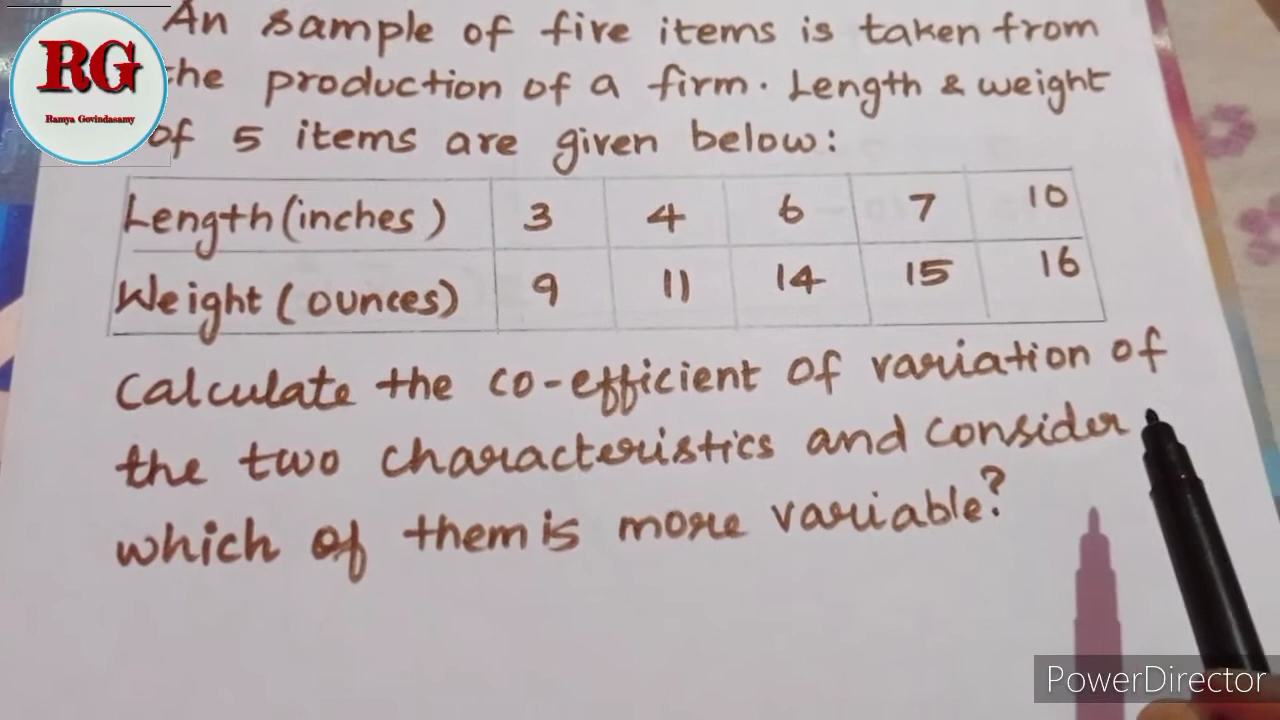 An sample of five items is taken from
RG
Ramya Govindasamy
the production of a firm. Length & weight
of 5 items are given below:
Length (inches) 3 4 6 7 10
Weight (ounces) 9 11 14 15 16
Calculate the co-efficient of variation of
the two characteristics and consider
which of them is more variable?
PowerDirector